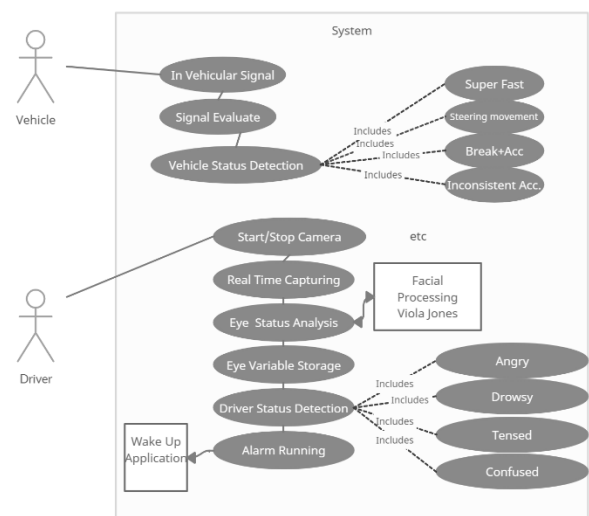 System
In Vehicular Signal
Vehicle
Signal Evaluate
Vehicle Status Detection
Super Fast
Steering movement
Break+Acc
Inconsistent Acc.
Includes
Includes
Includes
Includes
Start/Stop Camera
etc
Real Time Capturing
Facial
Processing
Viola Jones
Eye Status Analysis
Driver
Eye Variable Storage
Driver Status Detection
Angry
Drowsy
Tensed
Confused
Includes
Includes
Includes
Includes
Wake Up
Application
Alarm Running